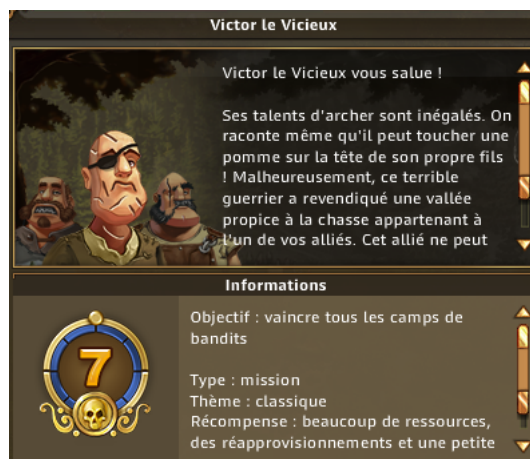 Victor le Vicieux
Victor le Vicieux vous salue !
Ses talents d'archer sont inégalés. On
raconte même qu'il peut toucher une
pomme sur la tête de son propre fils
! Malheureusement, ce terrible
guerrier a revendiqué une vallée
propice à la chasse appartenant à
l'un de vos alliés. Cet allié ne peut
Informations
7
Objectif : vaincre tous les camps de
bandits
Type : mission
Thème : classique
Récompense : beaucoup de ressources,
des réapprovisionnements et une petite